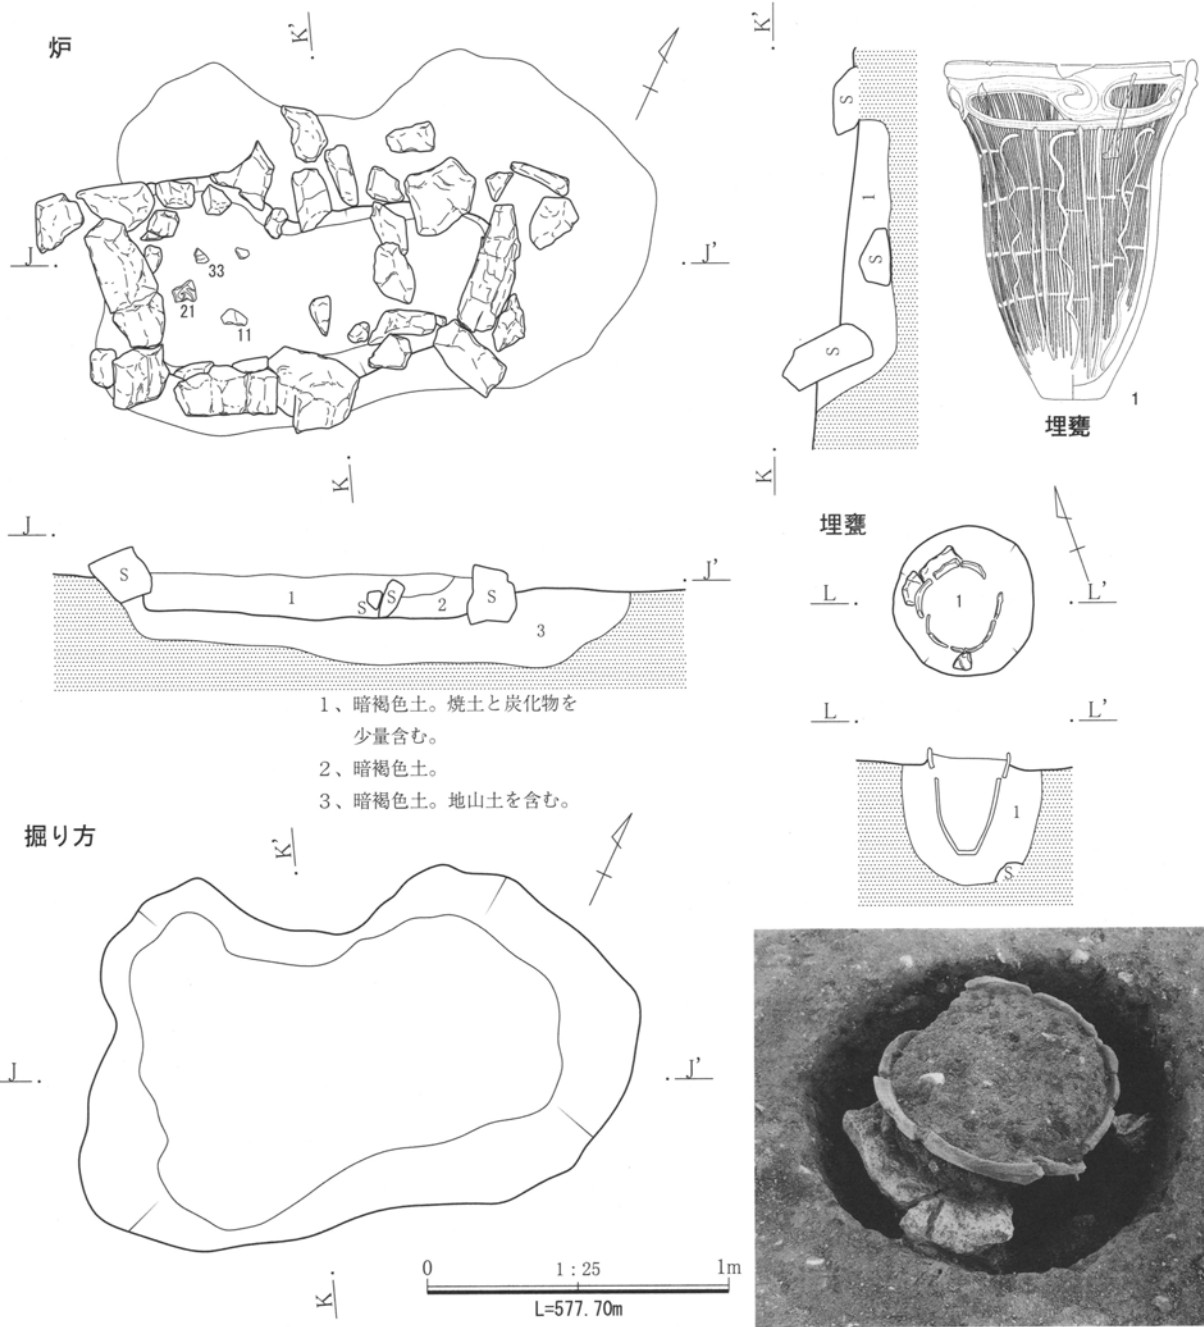 炉
K'
J
J'
33
21
11
K
K'
S
1
S
S
K
1
埋甕
J
J'
S
1
S
S
2
S
3
1、暗褐色土。焼土と炭化物を
少量含む。
2、暗褐色土。
3、暗褐色土。地山土を含む。
埋甕
L
1
L'
L
L'
1
S
掘り方
K'
J
J'
K
0
1：25
1m
L=577.70m